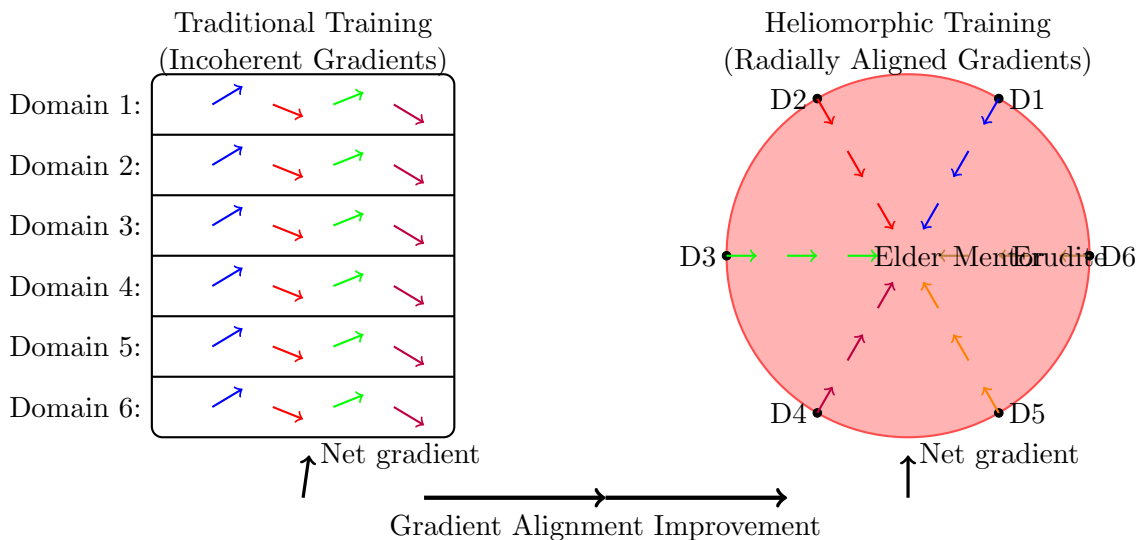 Traditional Training
(Incoherent Gradients)
Domain 1:
Domain 2:
Domain 3:
Domain 4:
Domain 5:
Domain 6:
Net gradient
Heliomorphic Training
(Radially Aligned Gradients)
D2
D1
D3
Elder
Mentor
Erudite
D6
D4
D5
Net gradient
Gradient Alignment Improvement